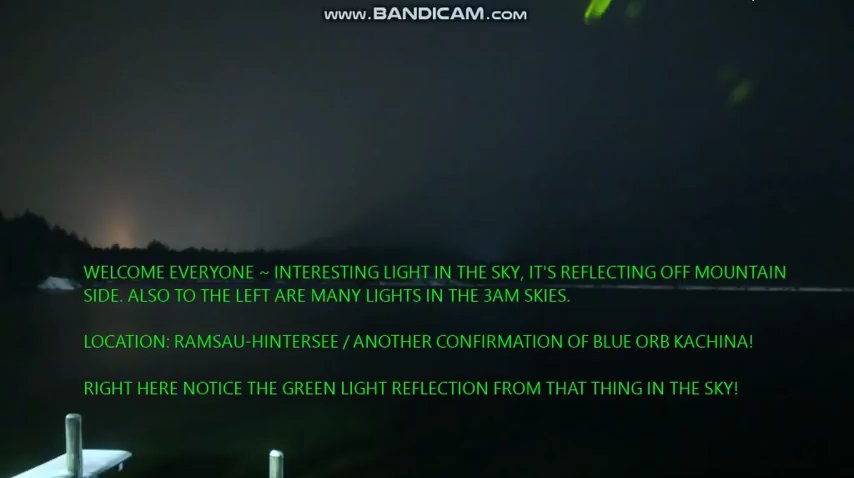 WWW.BANDICAM.COM
WELCOME EVERYONE ~ INTERESTING LIGHT IN THE SKY, IT'S REFLECTING OFF MOUNTAIN
SIDE. ALSO TO THE LEFT ARE MANY LIGHTS IN THE 3AM SKIES.
LOCATION: RAMSAU-HINTERSEE / ANOTHER CONFIRMATION OF BLUE ORB KACHINA!
RIGHT HERE NOTICE THE GREEN LIGHT REFLECTION FROM THAT THING IN THE SKY!